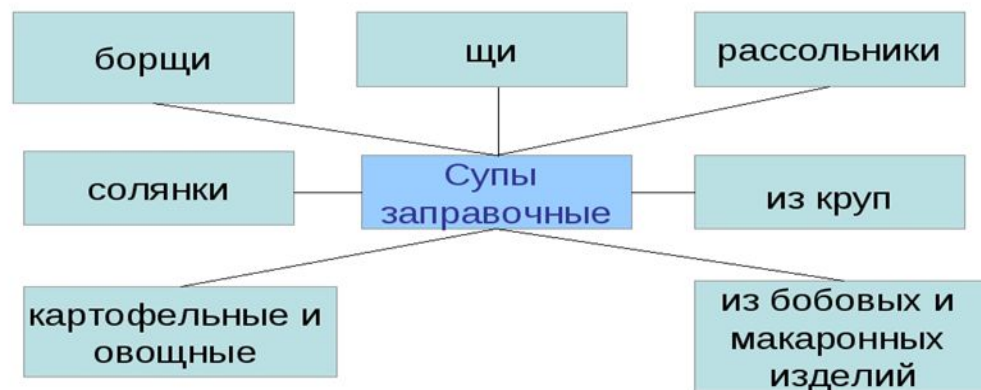 борщи
щи
рассольники
солянки
Супы
заправочные
из круп
картофельные и
овощные
из бобовых и
макаронных
изделий